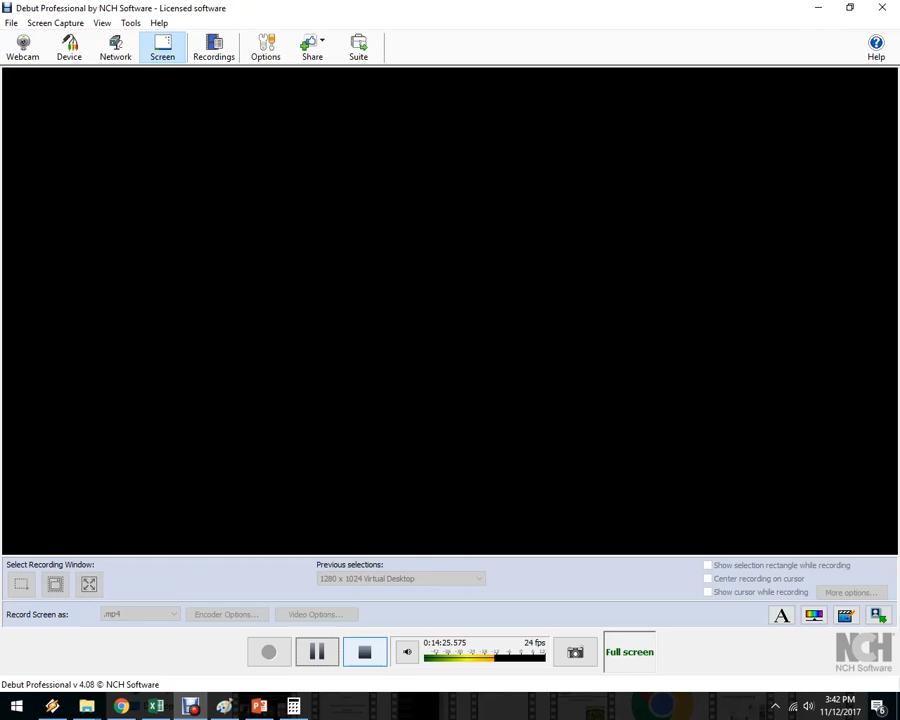 Debut Professional by NCH Software - Licensed software
File Screen Capture View Tools Help
Webcam Device Network Screen Recordings Options Share Suite Help
Select Recording Window: Previous selections:
1280 x 1024 Virtual Desktop
Show selection rectangle while recording
Center recording on cursor
Show cursor while recording More options...
Record Screen as: .mp4 Encoder Options... Video Options...
A
0:14:25.575 24 fps
Full screen
NCH
NCH Software
Debut Professional v 4.08 © NCH Software
3:42 PM
11/12/2017
6